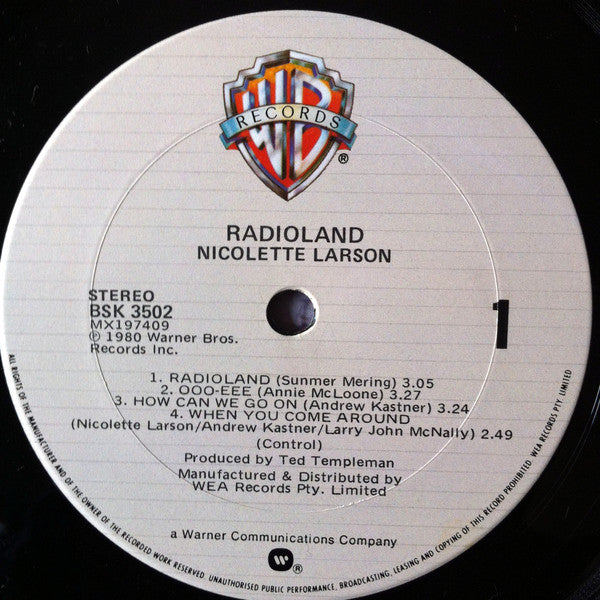 WB
RECORDS
®
RADIOLAND
NICOLETTE LARSON
STEREO
BSK 3502
MX197409
℗ 1980 Warner Bros.
Records Inc.
1
1. RADIOLAND (Sunmer Mering) 3.05
2. OOO-EEE (Annie McLoone) 3.27
3. HOW CAN WE GO ON (Andrew Kastner) 3.24
4. WHEN YOU COME AROUND
(Nicolette Larson/Andrew Kastner/Larry John McNally) 2.49
(Control)
Produced by Ted Templeman
Manufactured & Distributed by
WEA Records Pty. Limited
a Warner Communications Company
®
ALL RIGHTS OF THE MANUFACTURER AND OF THE OWNER OF THE RECORDED WORK RESERVED. UNAUTHORISED PUBLIC PERFORMANCE, BROADCASTING, LEASING AND COPYING OF THIS RECORD PROHIBITED. WEA RECORDS PTY. LIMITED